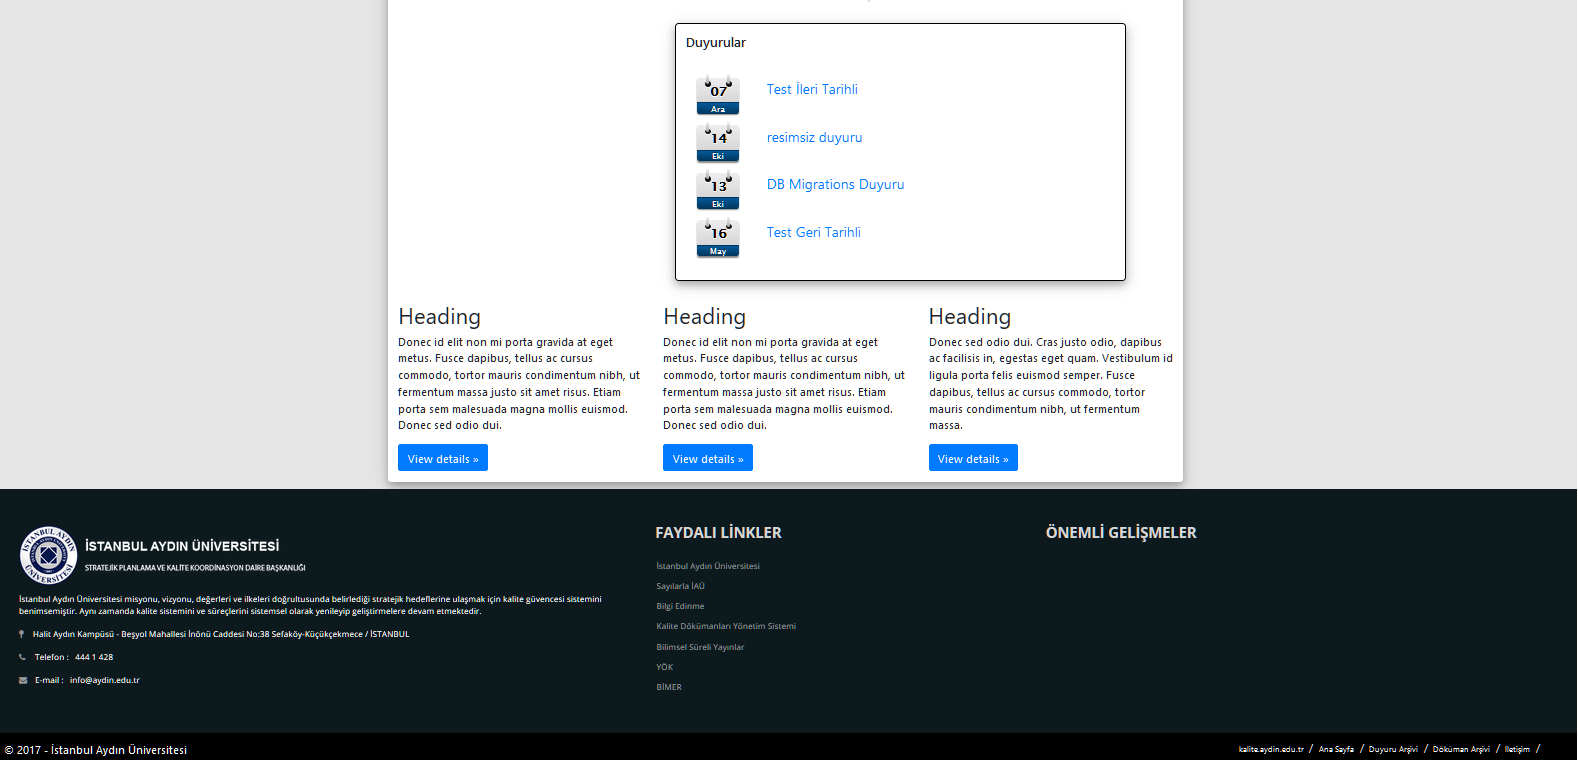 Duyurular
07
Ara
Test İleri Tarihli
14
Eki
resimsiz duyuru
13
Eki
DB Migrations Duyuru
16
May
Test Geri Tarihli
Heading
Donec id elit non mi porta gravida at eget
metus. Fusce dapibus, tellus ac cursus
commodo, tortor mauris condimentum nibh, ut
fermentum massa justo sit amet risus. Etiam
porta sem malesuada magna mollis euismod.
Donec sed odio dui.
View details »
Heading
Donec id elit non mi porta gravida at eget
metus. Fusce dapibus, tellus ac cursus
commodo, tortor mauris condimentum nibh, ut
fermentum massa justo sit amet risus. Etiam
porta sem malesuada magna mollis euismod.
Donec sed odio dui.
View details »
Heading
Donec sed odio dui. Cras justo odio, dapibus
ac facilisis in, egestas eget quam. Vestibulum id
ligula porta felis euismod semper. Fusce
dapibus, tellus ac cursus commodo, tortor
mauris condimentum nibh, ut fermentum
massa.
View details »
İSTANBUL AYDIN ÜNİVERSİTESİ
İSTANBUL AYDIN ÜNİVERSİTESİ
STRATEJİK PLANLAMA VE KALİTE KOORDİNASYON DAİRE BAŞKANLIĞI
İstanbul Aydın Üniversitesi misyonu, vizyonu, değerleri ve ilkeleri doğrultusunda belirlediği stratejik hedeflerine ulaşmak için kalite güvencesi sistemini
benimsemiştir. Aynı zamanda kalite sistemini ve süreçlerini sistemsel olarak yenileyip geliştirmelere devam etmektedir.
Halit Aydın Kampüsü - Beşyol Mahallesi İnönü Caddesi No:38 Sefaköy-Küçükçekmece / İSTANBUL
Telefon : 444 1 428
E-mail : info@aydin.edu.tr
FAYDALI LİNKLER
İstanbul Aydın Üniversitesi
Sayılarla İAÜ
Bilgi Edinme
Kalite Dökümanları Yönetim Sistemi
Bilimsel Süreli Yayınlar
YÖK
BİMER
ÖNEMLİ GELİŞMELER
© 2017 - İstanbul Aydın Üniversitesi
kalite.aydin.edu.tr / Ana Sayfa / Duyuru Arşivi / Döküman Arşivi / İletişim /